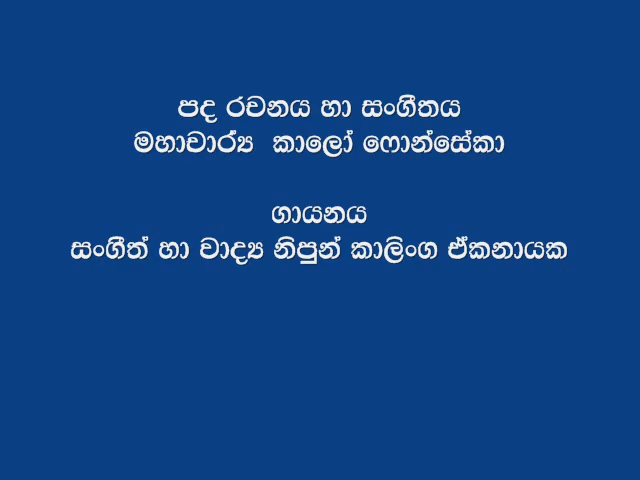 පද රචනය හා සංගීතය
මහාචාර්ය කාලෝ ෆොන්සේකා
ගායනය
සංගීත් හා වාද්‍ය නිපුන් කාලිංග ඒකනායක